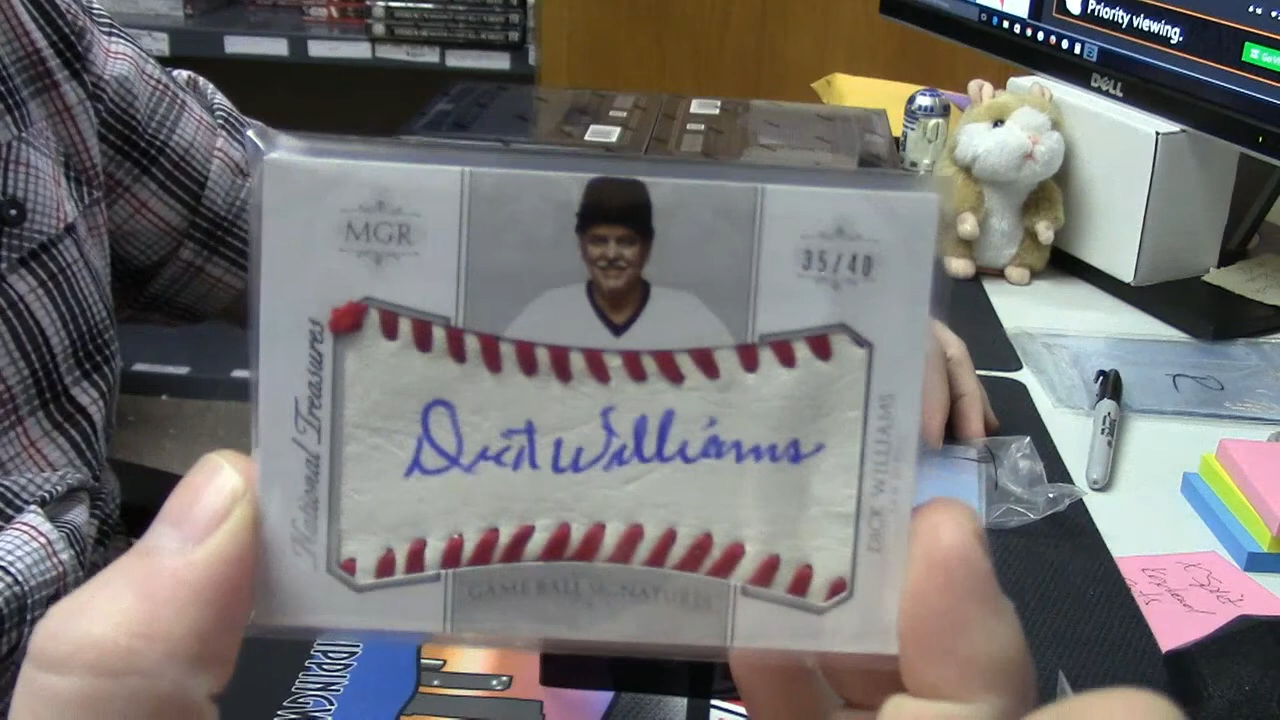 Priority viewing.
DELL
MGR
35/40
National Treasures
Dick Williams
DICK WILLIAMS
GAME BALL SIGNATURES